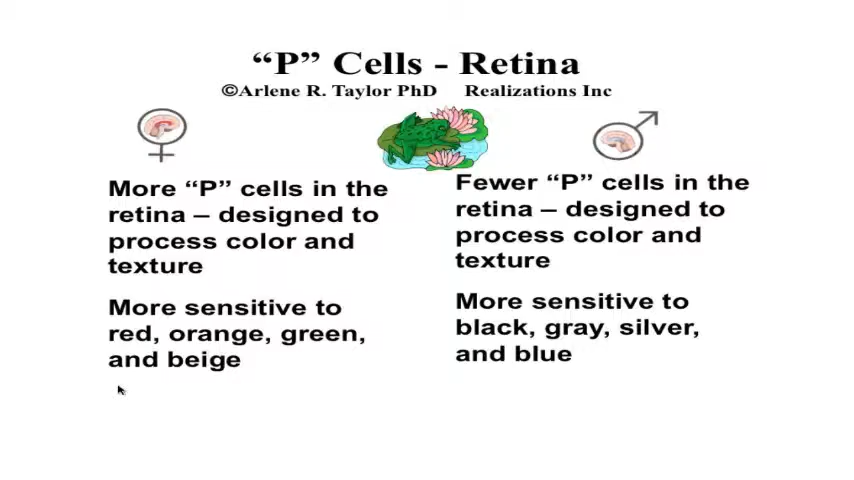 “P” Cells - Retina
©Arlene R. Taylor PhD Realizations Inc
More “P” cells in the
retina – designed to
process color and
texture
More sensitive to
red, orange, green,
and beige
Fewer “P” cells in the
retina – designed to
process color and
texture
More sensitive to
black, gray, silver,
and blue